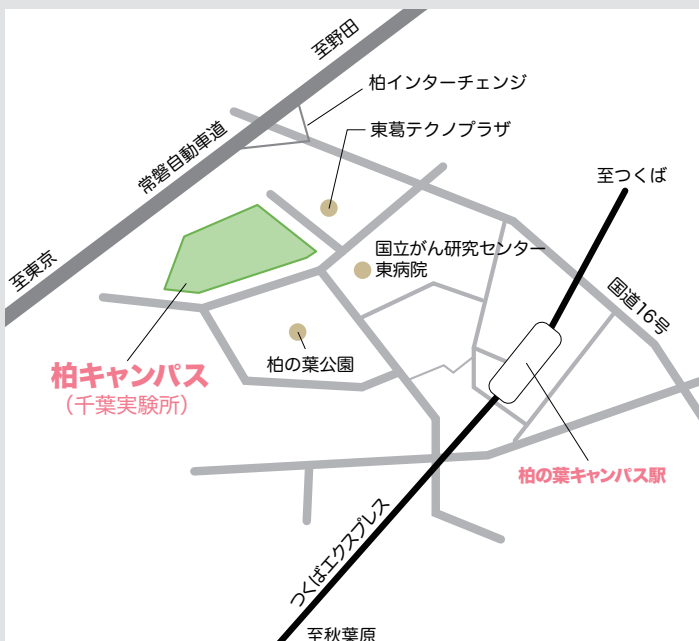 至野田
柏インターチェンジ
東葛テクノプラザ
常磐自動車道
至つくば
至東京
国立がん研究センター
東病院
国道16号
柏の葉公園
柏キャンパス
（千葉実験所）
柏の葉キャンパス駅
つくばエクスプレス
至秋葉原